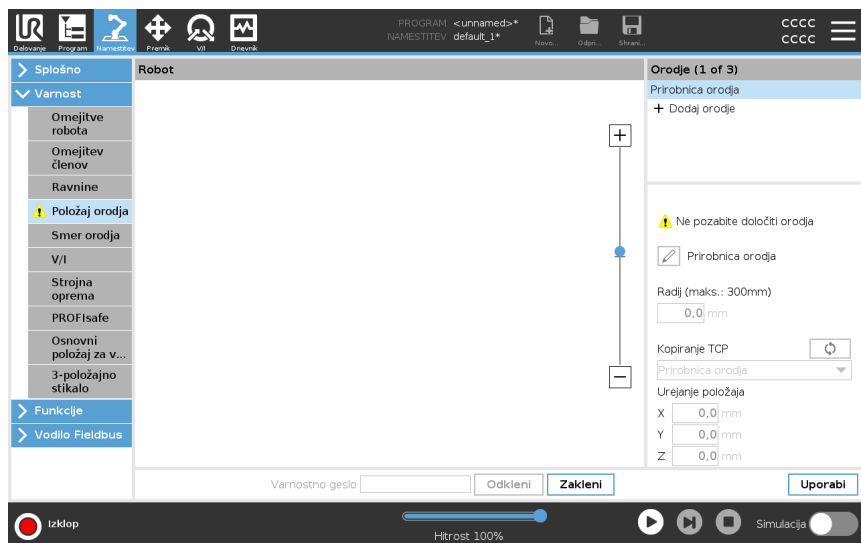 UR
PROGRAM <unnamed>*
NAMESTITEV default_1*
CCCC
CCCC
Delovanje Program Namestitev Premik V/I Dnevnik Novo... Odpri... Shrani...
Splošno
Varnost
Omejitve
robota
Omejitev
členov
Ravnine
Položaj orodja
Smer orodja
V/I
Strojna
oprema
PROFIsafe
Osnovni
položaj za v...
3-položajno
stikalo
Funkcije
Vodilo Fieldbus
Robot
Orodje (1 of 3)
Prirobnica orodja
+ Dodaj orodje
Ne pozabite določiti orodja
Prirobnica orodja
Radij (maks.: 300mm)
0,0 mm
Kopiranje TCP
Prirobnica orodja
Urejanje položaja
X 0,0 mm
Y 0,0 mm
Z 0,0 mm
Varnostno geslo Odkleni Zakleni Uporabi
Izklop
Hitrost 100%
Simulacija